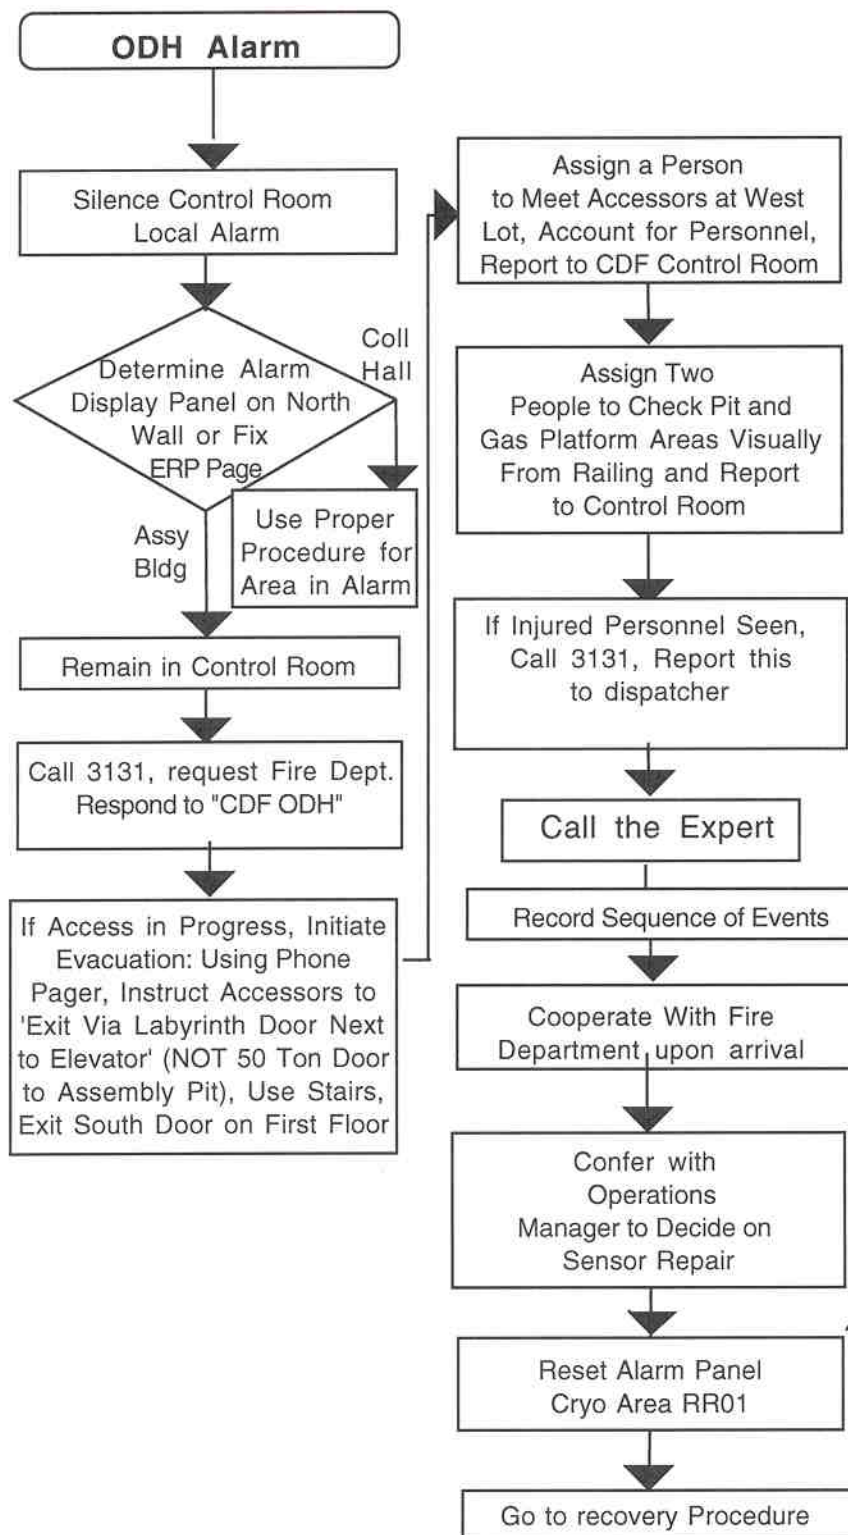 ODH Alarm
Silence Control Room
Local Alarm
Determine Alarm
Display Panel on North
Wall or Fix
ERP Page
Coll
Hall
Use Proper
Procedure for
Area in Alarm
Assy
Bldg
Remain in Control Room
Call 3131, request Fire Dept.
Respond to "CDF ODH"
If Access in Progress, Initiate
Evacuation: Using Phone
Pager, Instruct Accessors to
'Exit Via Labyrinth Door Next
to Elevator' (NOT 50 Ton Door
to Assembly Pit), Use Stairs,
Exit South Door on First Floor
Assign a Person
to Meet Accessors at West
Lot, Account for Personnel,
Report to CDF Control Room
Assign Two
People to Check Pit and
Gas Platform Areas Visually
From Railing and Report
to Control Room
If Injured Personnel Seen,
Call 3131, Report this
to dispatcher
Call the Expert
Record Sequence of Events
Cooperate With Fire
Department upon arrival
Confer with
Operations
Manager to Decide on
Sensor Repair
Reset Alarm Panel
Cryo Area RR01
Go to recovery Procedure